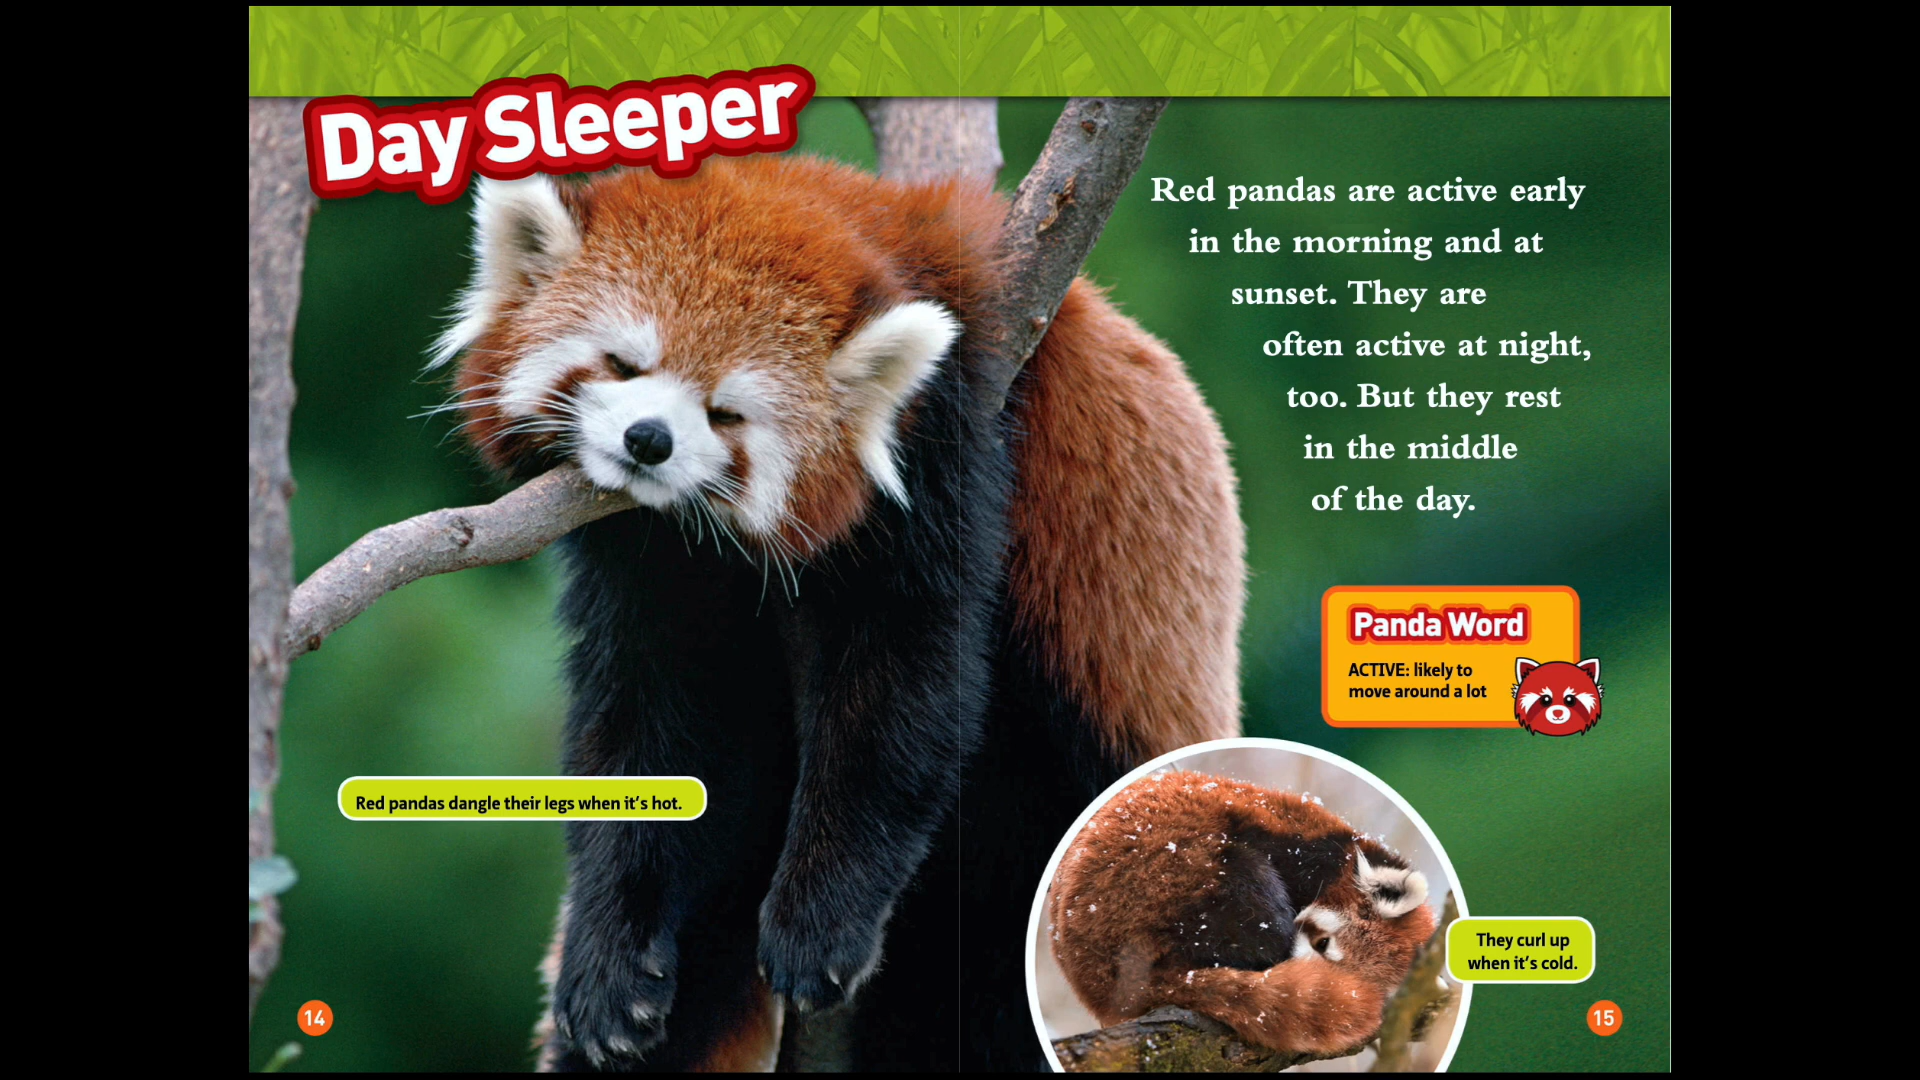 Day Sleeper
Red pandas are active early
in the morning and at
sunset. They are
often active at night,
too. But they rest
in the middle
of the day.
Panda Word
ACTIVE: likely to
move around a lot
Red pandas dangle their legs when it's hot.
They curl up
when it's cold.
14
15